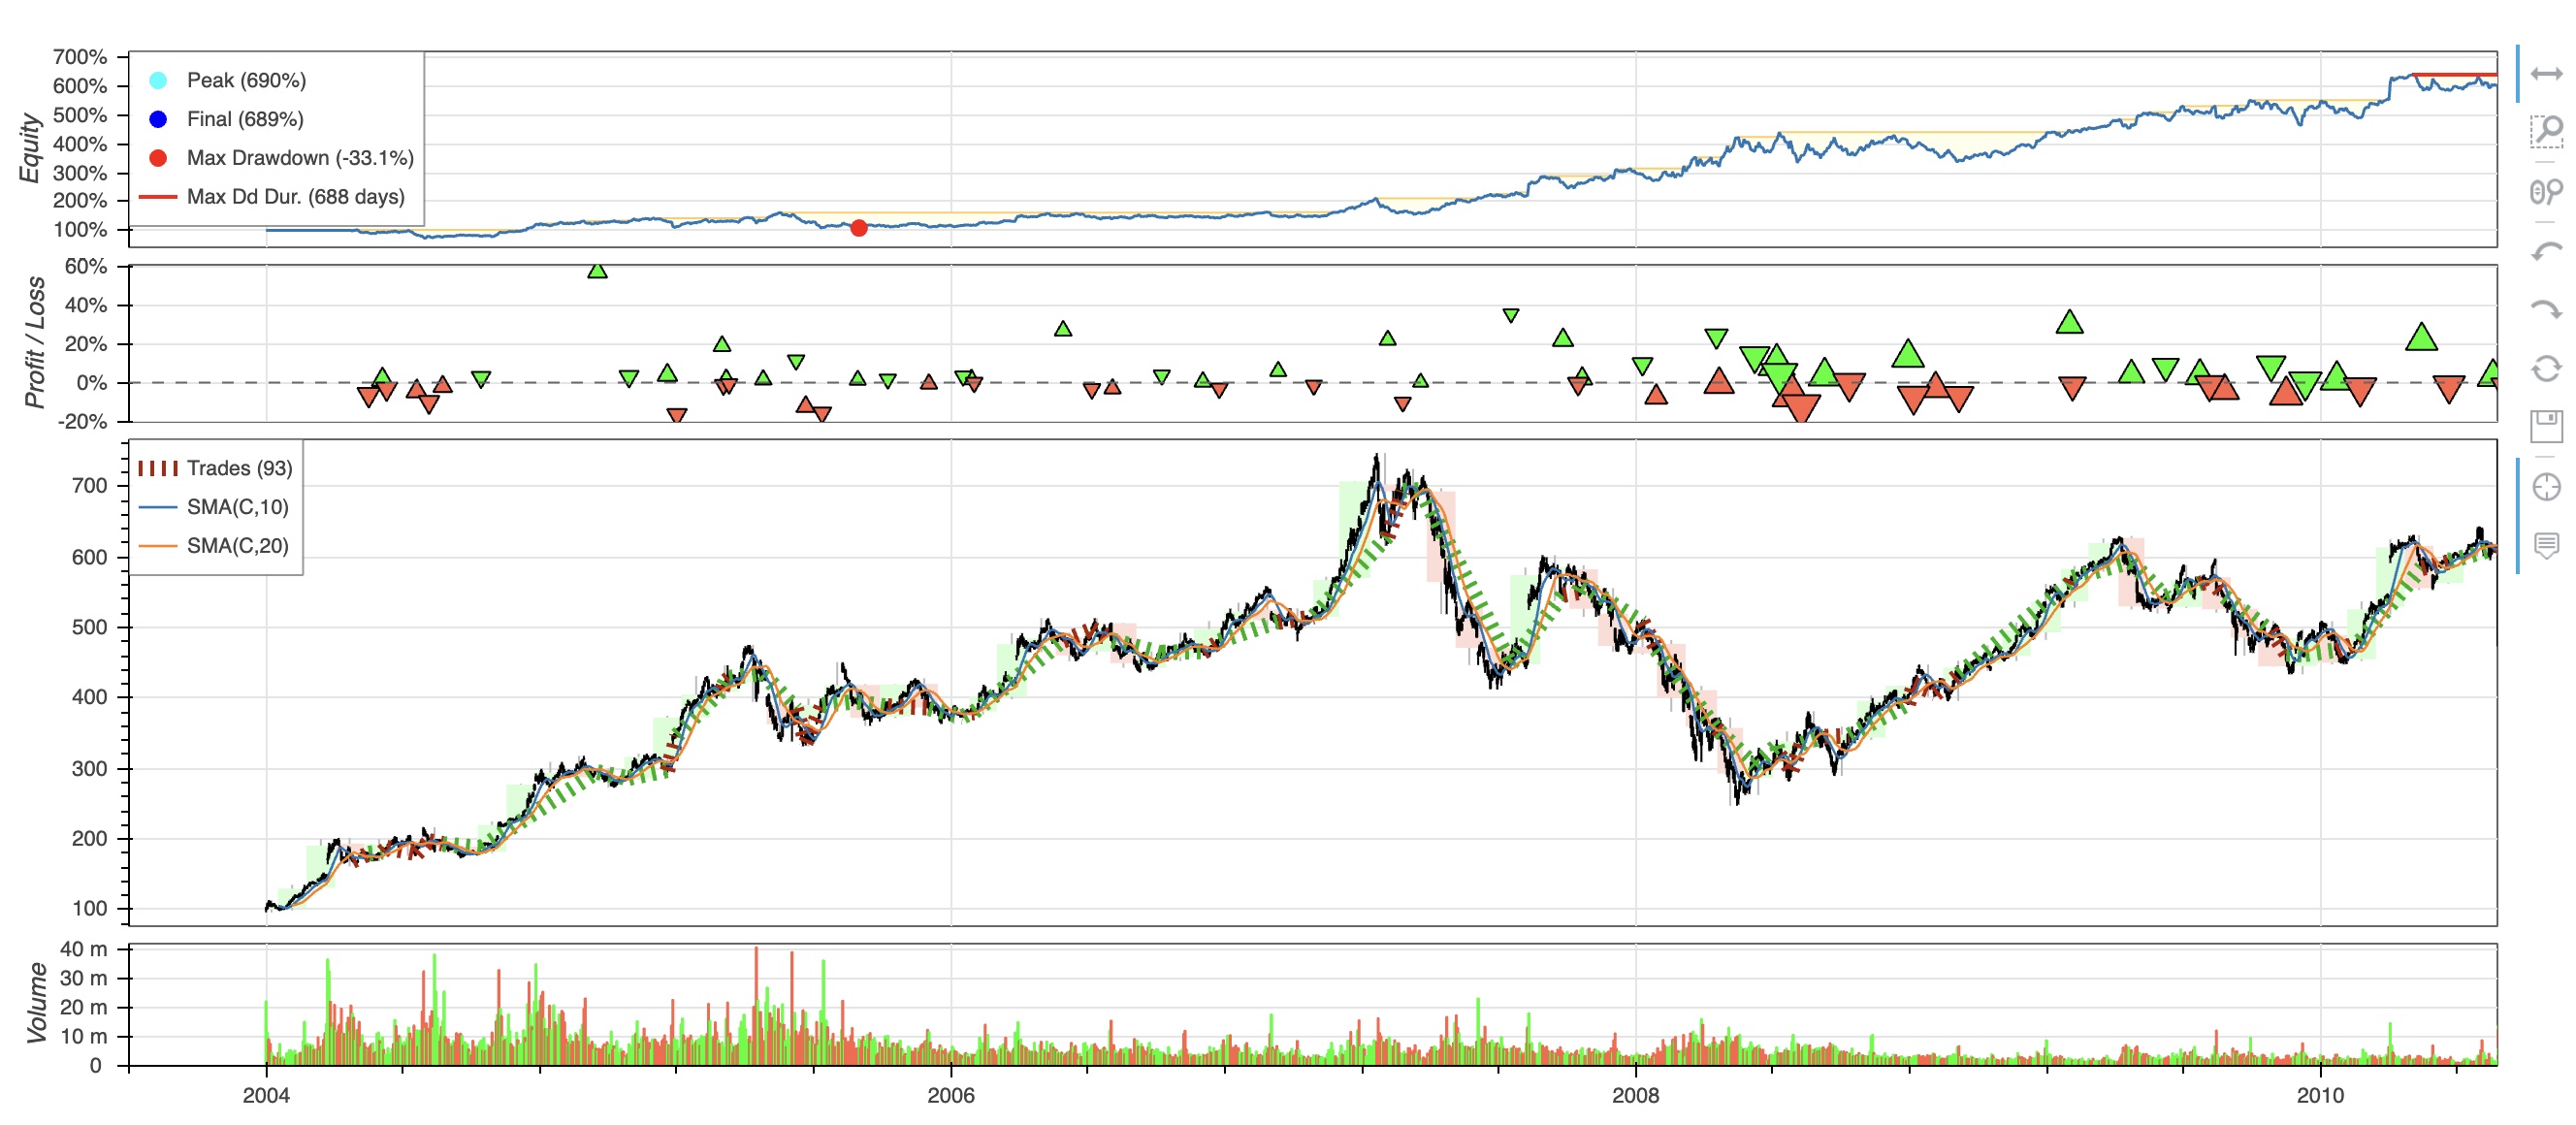 700%
600%
500%
400%
300%
200%
100%
Equity
Peak (690%)
Final (689%)
Max Drawdown (-33.1%)
Max Dd Dur. (688 days)
60%
40%
20%
0%
-20%
Profit / Loss
700
600
500
400
300
200
100
Trades (93)
SMA(C,10)
SMA(C,20)
40 m
30 m
20 m
10 m
0
Volume
2004
2006
2008
2010